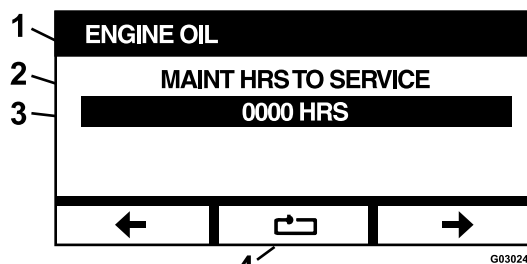 1
ENGINE OIL
2
MAINT HRS TO SERVICE
3
0000 HRS
4
G03024